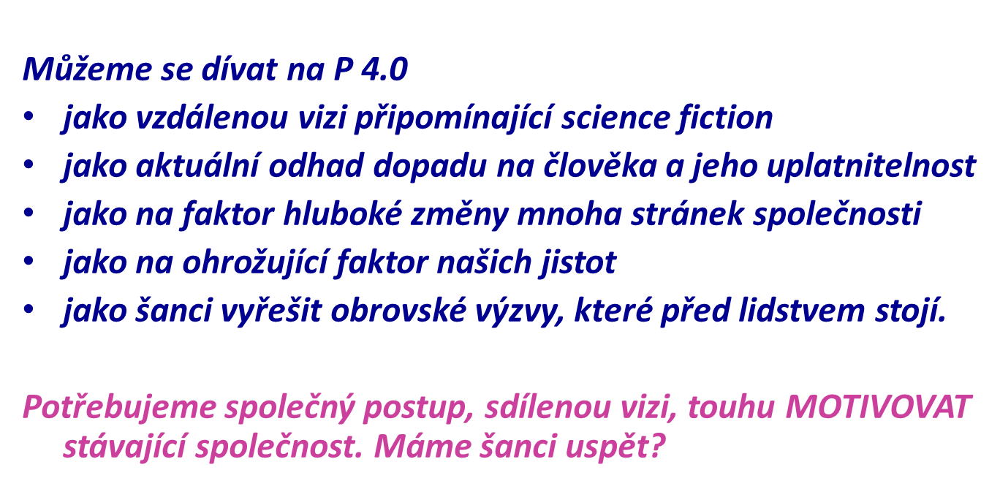 Můžeme se dívat na P 4.0
• jako vzdálenou vizi připomínající science fiction
• jako aktuální odhad dopadu na člověka a jeho uplatnitelnost
• jako na faktor hluboké změny mnoha stránek společnosti
• jako na ohrožující faktor našich jistot
• jako šanci vyřešit obrovské výzvy, které před lidstvem stojí.
Potřebujeme společný postup, sdílenou vizi, touhu MOTIVOVAT
stávající společnost. Máme šanci uspět?